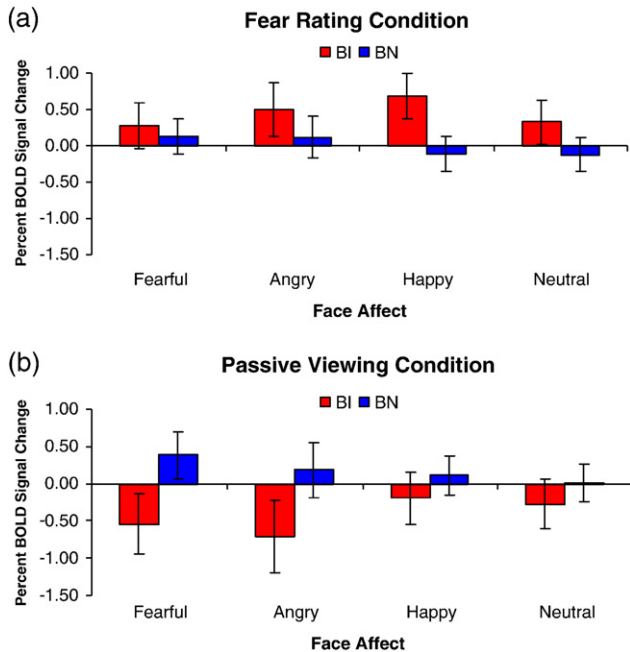 (a)
Fear Rating Condition
BI BN
Percent BOLD Signal Change
1.00
0.50
0.00
-0.50
-1.00
-1.50
Fearful Angry Happy Neutral
Face Affect
(b)
Passive Viewing Condition
BI BN
Percent BOLD Signal Change
1.00
0.50
0.00
-0.50
-1.00
-1.50
Fearful Angry Happy Neutral
Face Affect